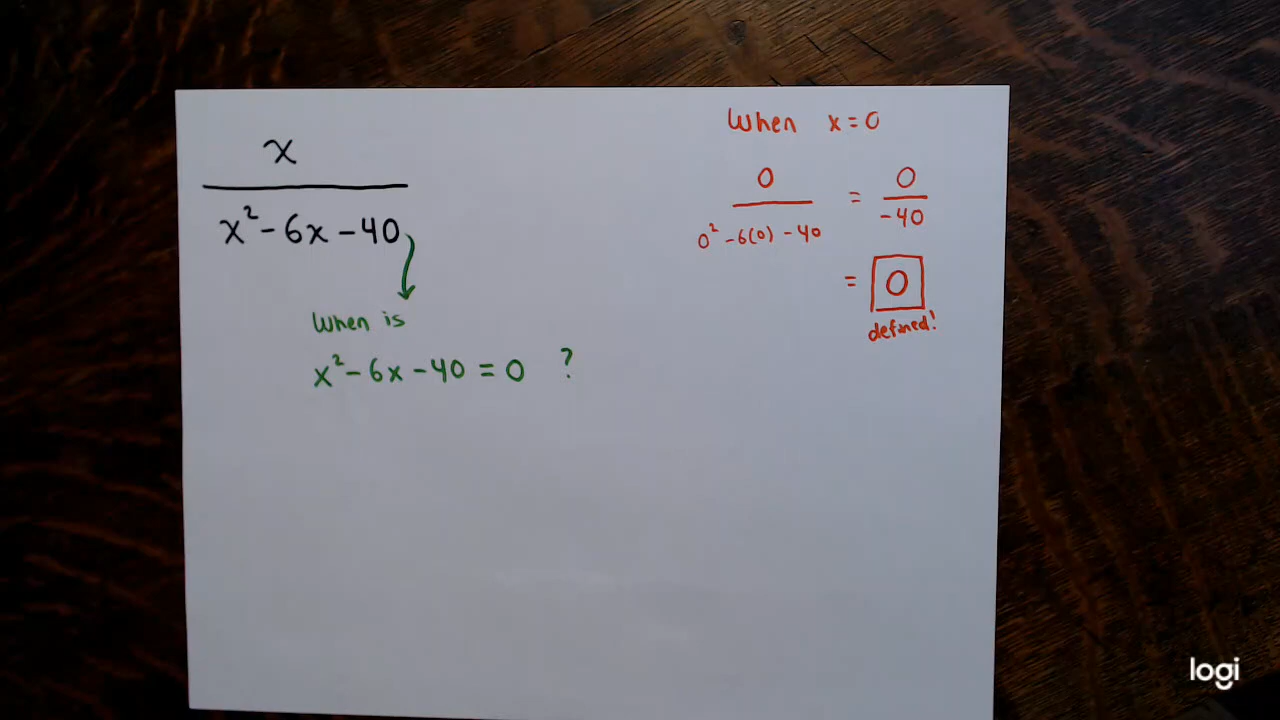 x
x² - 6x - 40
When is
x² - 6x - 40 = 0 ?
When x = 0
0 / 0² - 6(0) - 40 = 0 / -40
= 0
defined!
logi